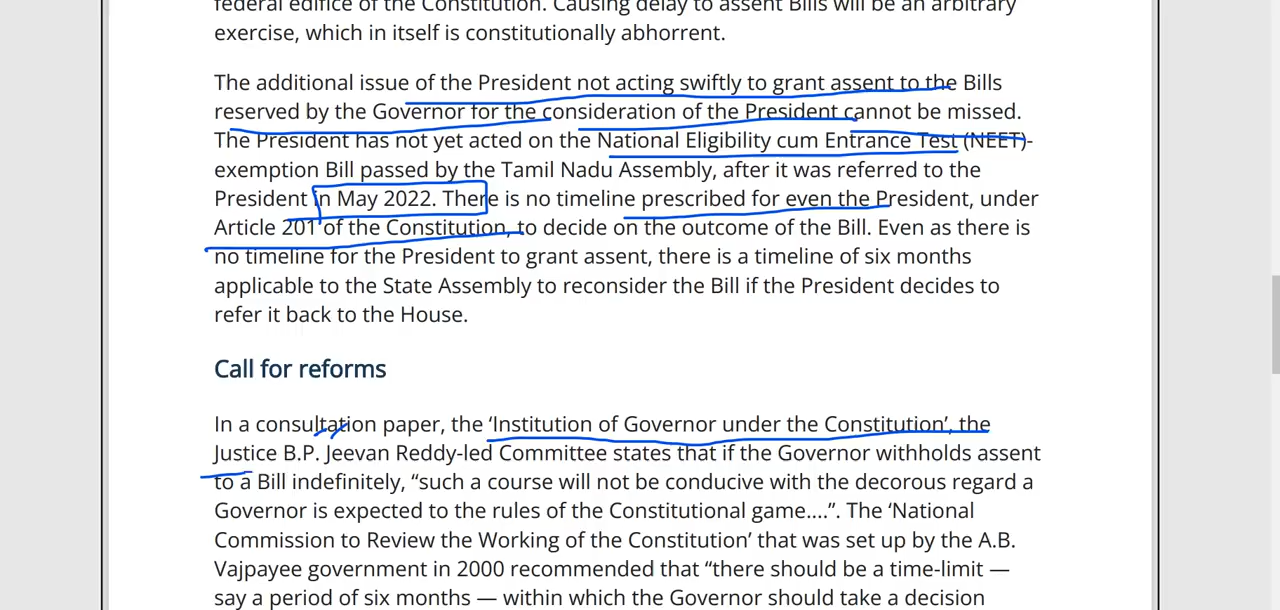 federal edifice of the Constitution. Causing delay to assent Bills will be an arbitrary
exercise, which in itself is constitutionally abhorrent.
The additional issue of the President not acting swiftly to grant assent to the Bills
reserved by the Governor for the consideration of the President cannot be missed.
The President has not yet acted on the National Eligibility cum Entrance Test (NEET)-
exemption Bill passed by the Tamil Nadu Assembly, after it was referred to the
President in May 2022. There is no timeline prescribed for even the President, under
Article 201 of the Constitution, to decide on the outcome of the Bill. Even as there is
no timeline for the President to grant assent, there is a timeline of six months
applicable to the State Assembly to reconsider the Bill if the President decides to
refer it back to the House.
Call for reforms
In a consultation paper, the ‘Institution of Governor under the Constitution’, the
Justice B.P. Jeevan Reddy-led Committee states that if the Governor withholds assent
to a Bill indefinitely, “such a course will not be conducive with the decorous regard a
Governor is expected to the rules of the Constitutional game....”. The ‘National
Commission to Review the Working of the Constitution’ that was set up by the A.B.
Vajpayee government in 2000 recommended that “there should be a time-limit —
say a period of six months — within which the Governor should take a decision